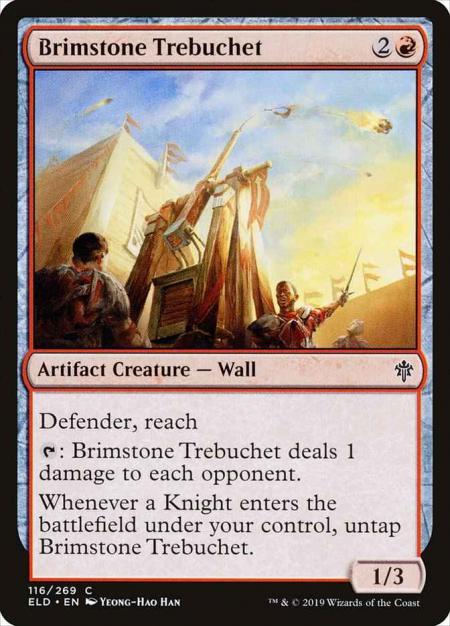 Brimstone Trebuchet 2
Artifact Creature — Wall
Defender, reach
: Brimstone Trebuchet deals 1
damage to each opponent.
Whenever a Knight enters the
battlefield under your control, untap
Brimstone Trebuchet.
1/3
116/269 C
ELD • EN Yeong-Hao Han
™ & © 2019 Wizards of the Coast